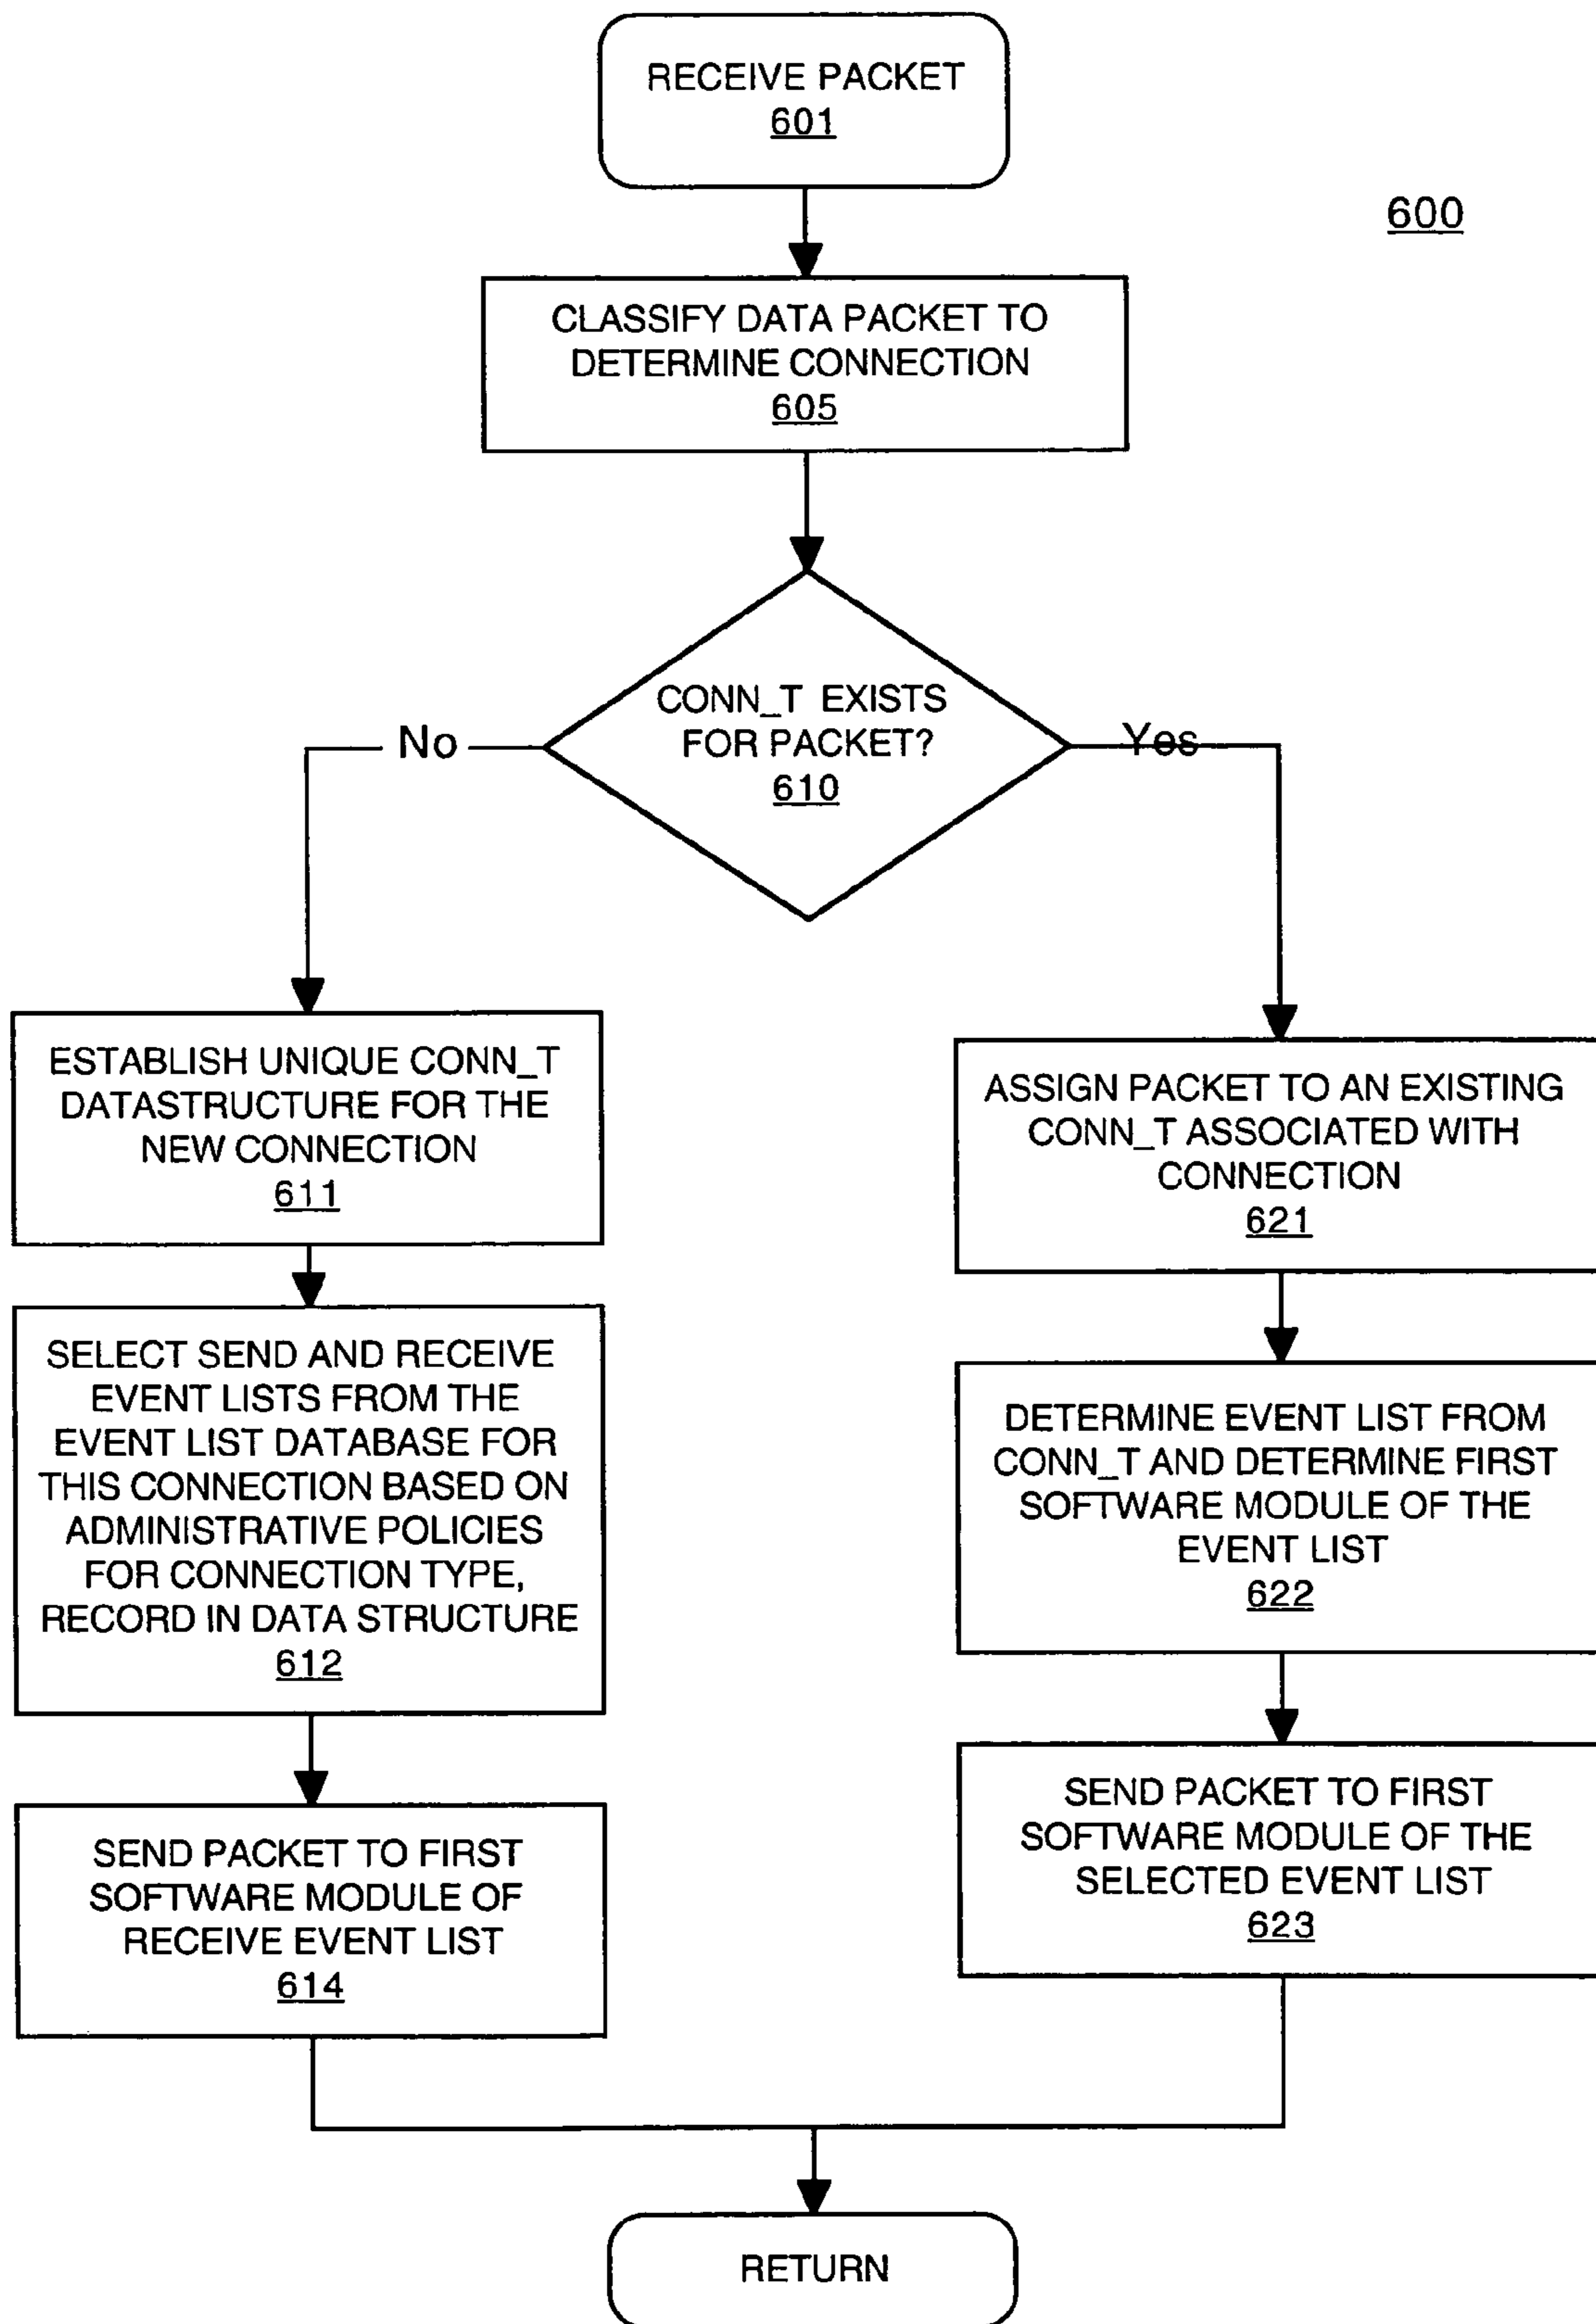 RECEIVE PACKET
601
600
CLASSIFY DATA PACKET TO
DETERMINE CONNECTION
605
CONN_T EXISTS
FOR PACKET?
610
No
Yes
ESTABLISH UNIQUE CONN_T
DATASTRUCTURE FOR THE
NEW CONNECTION
611
SELECT SEND AND RECEIVE
EVENT LISTS FROM THE
EVENT LIST DATABASE FOR
THIS CONNECTION BASED ON
ADMINISTRATIVE POLICIES
FOR CONNECTION TYPE,
RECORD IN DATA STRUCTURE
612
SEND PACKET TO FIRST
SOFTWARE MODULE OF
RECEIVE EVENT LIST
614
ASSIGN PACKET TO AN EXISTING
CONN_T ASSOCIATED WITH
CONNECTION
621
DETERMINE EVENT LIST FROM
CONN_T AND DETERMINE FIRST
SOFTWARE MODULE OF THE
EVENT LIST
622
SEND PACKET TO FIRST
SOFTWARE MODULE OF THE
SELECTED EVENT LIST
623
RETURN